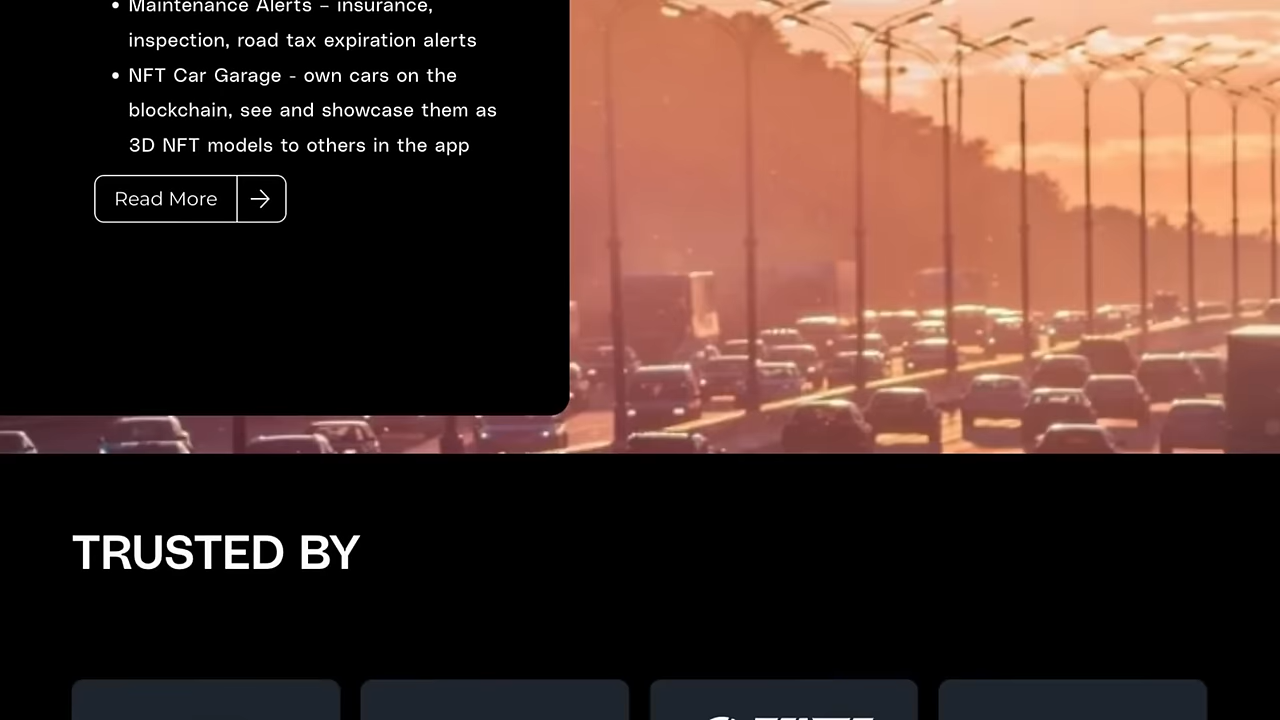 Maintenance Alerts – insurance,
inspection, road tax expiration alerts
NFT Car Garage - own cars on the
blockchain, see and showcase them as
3D NFT models to others in the app
Read More
TRUSTED BY